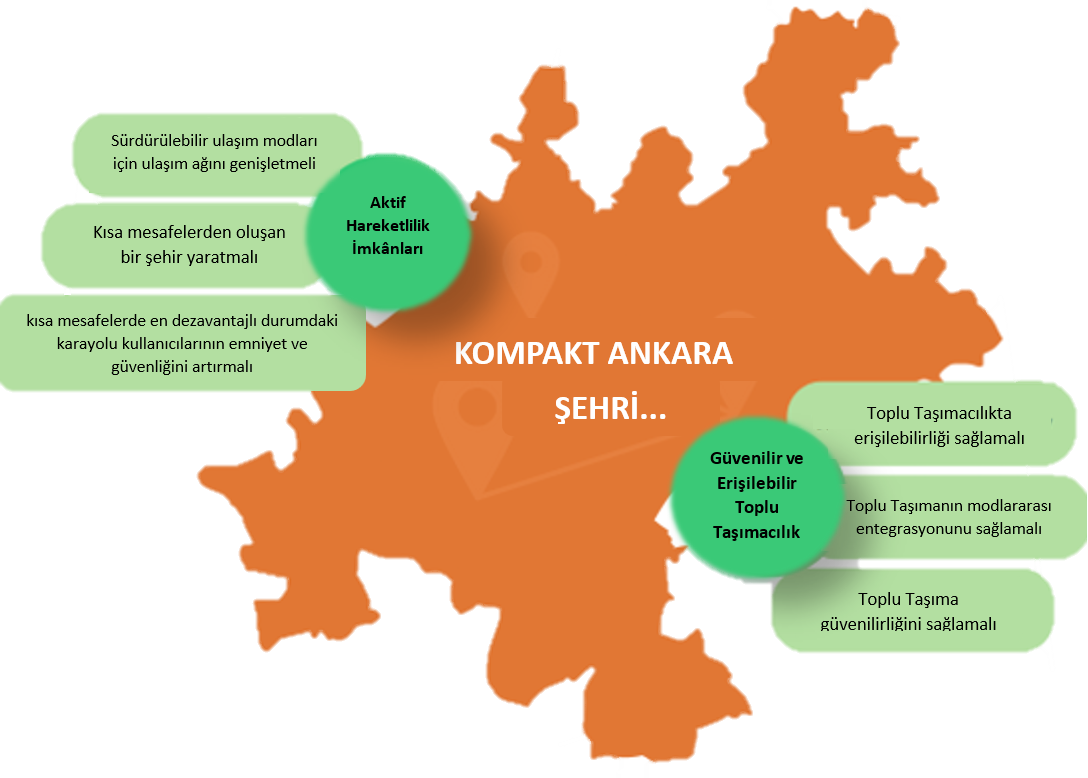 Sürdürülebilir ulaşım modları
için ulaşım ağını genişletmeli
Aktif
Hareketlilik
İmkânları
Kısa mesafelerden oluşan
bir şehir yaratmalı
kısa mesafelerde en dezavantajlı durumdaki
karayolu kullanıcılarının emniyet ve
güvenliğini artırmalı
KOMPAKT ANKARA
ŞEHRİ...
Güvenilir ve
Erişilebilir
Toplu
Taşımacılık
Toplu Taşımacılıkta
erişilebilirliği sağlamalı
Toplu Taşımanın modlararası
entegrasyonunu sağlamalı
Toplu Taşıma
güvenilirliğini sağlamalı